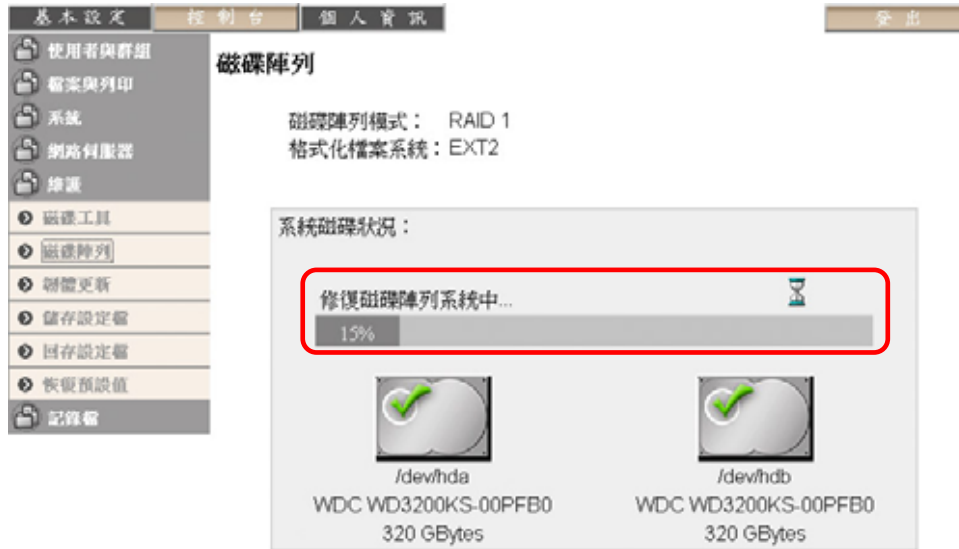 基本設定
控制台
個人資訊
登出
使用者與群組
檔案與列印
系統
網路伺服器
維護
磁碟工具
磁碟陣列
韌體更新
儲存設定檔
回存設定檔
恢復預設值
記錄檔
磁碟陣列
磁碟陣列模式： RAID 1
格式化檔案系統：EXT2
系統磁碟狀況：
修復磁碟陣列系統中...
15%
/dev/hda
WDC WD3200KS-00PFB0
320 GBytes
/dev/hdb
WDC WD3200KS-00PFB0
320 GBytes